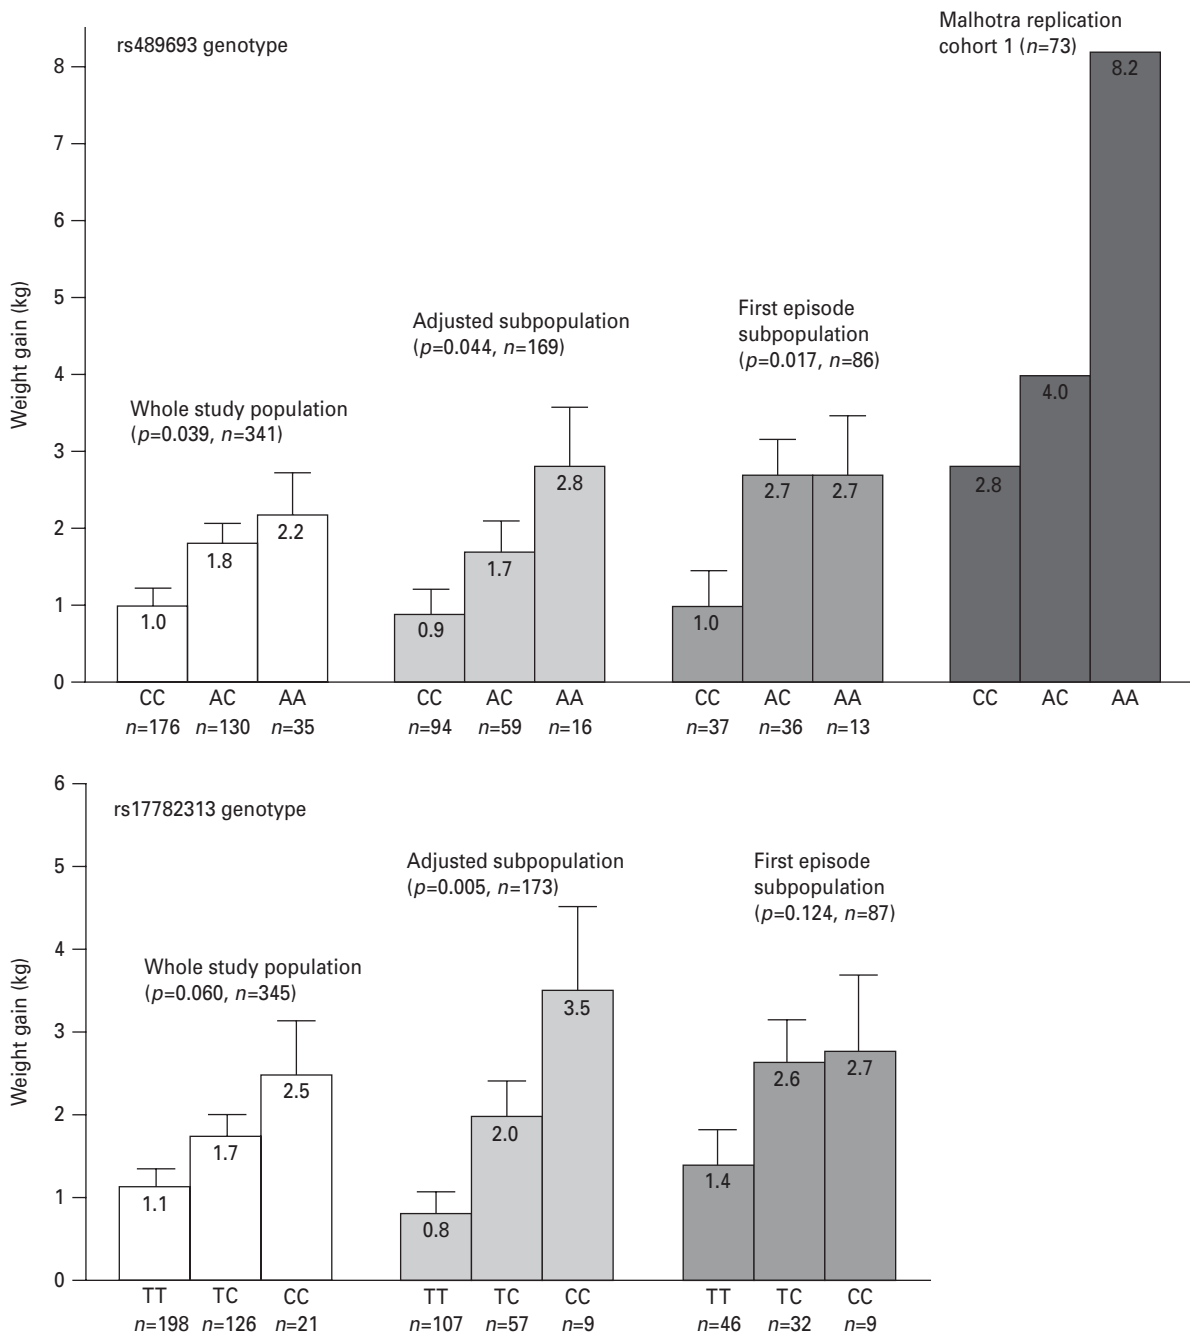 rs489693 genotype
Malhotra replication
cohort 1 (n=73)
8
7
6
5
4
3
2
1
0
Weight gain (kg)
Whole study population
(p=0.039, n=341)
1.0
1.8
2.2
CC AC AA
n=176 n=130 n=35
Adjusted subpopulation
(p=0.044, n=169)
0.9
1.7
2.8
CC AC AA
n=94 n=59 n=16
First episode
subpopulation
(p=0.017, n=86)
1.0
2.7
2.7
CC AC AA
n=37 n=36 n=13
2.8
4.0
8.2
CC AC AA
rs17782313 genotype
6
5
4
3
2
1
0
Weight gain (kg)
Whole study population
(p=0.060, n=345)
1.1
1.7
2.5
TT TC CC
n=198 n=126 n=21
Adjusted subpopulation
(p=0.005, n=173)
0.8
2.0
3.5
TT TC CC
n=107 n=57 n=9
First episode
subpopulation
(p=0.124, n=87)
1.4
2.6
2.7
TT TC CC
n=46 n=32 n=9